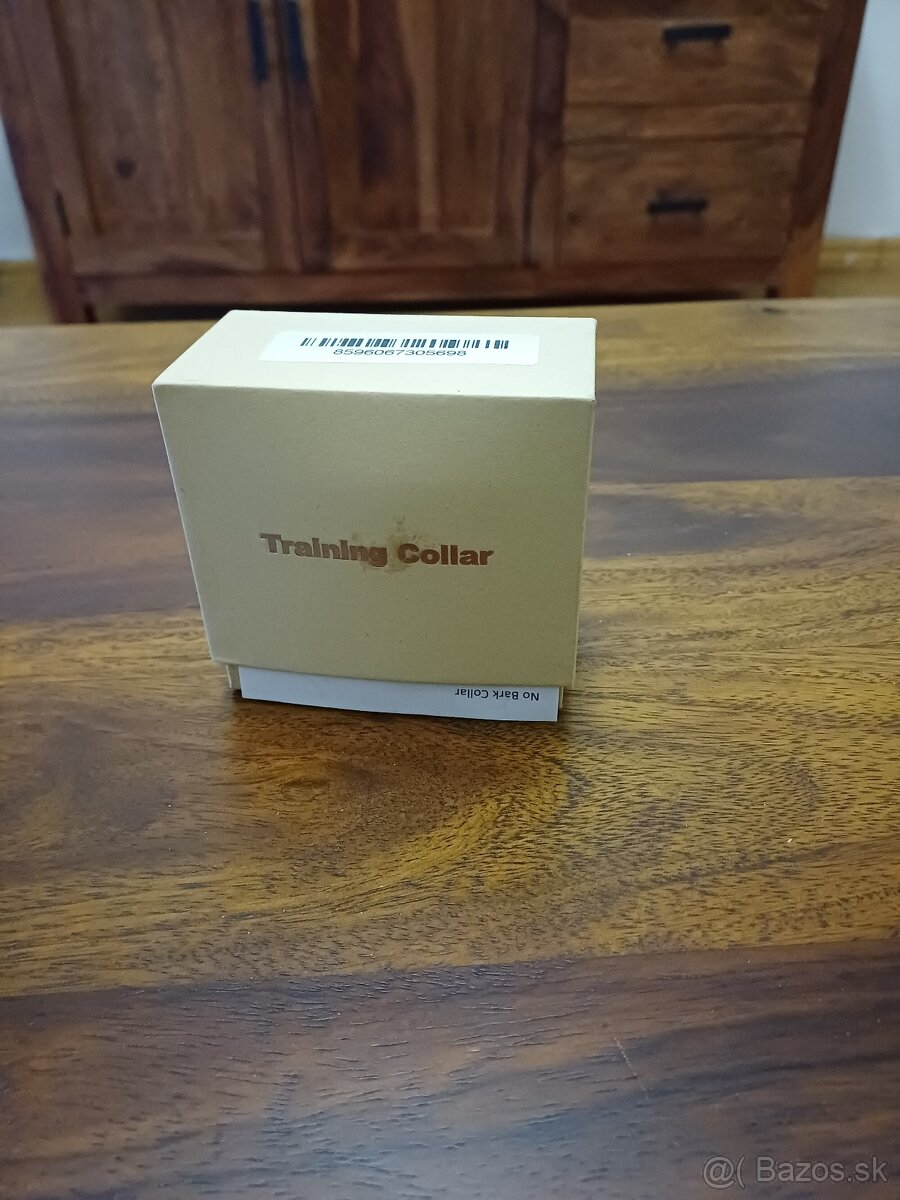 8596067305698
Training Collar
No Bark Collar
@( Bazos.sk